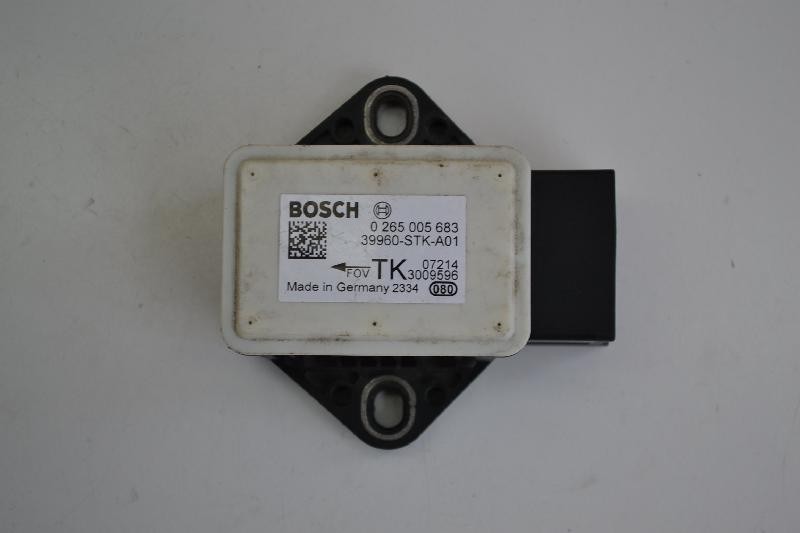 BOSCH
0 265 005 683
39960-STK-A01
FOV TK 07214
3009596
Made in Germany 2334 080